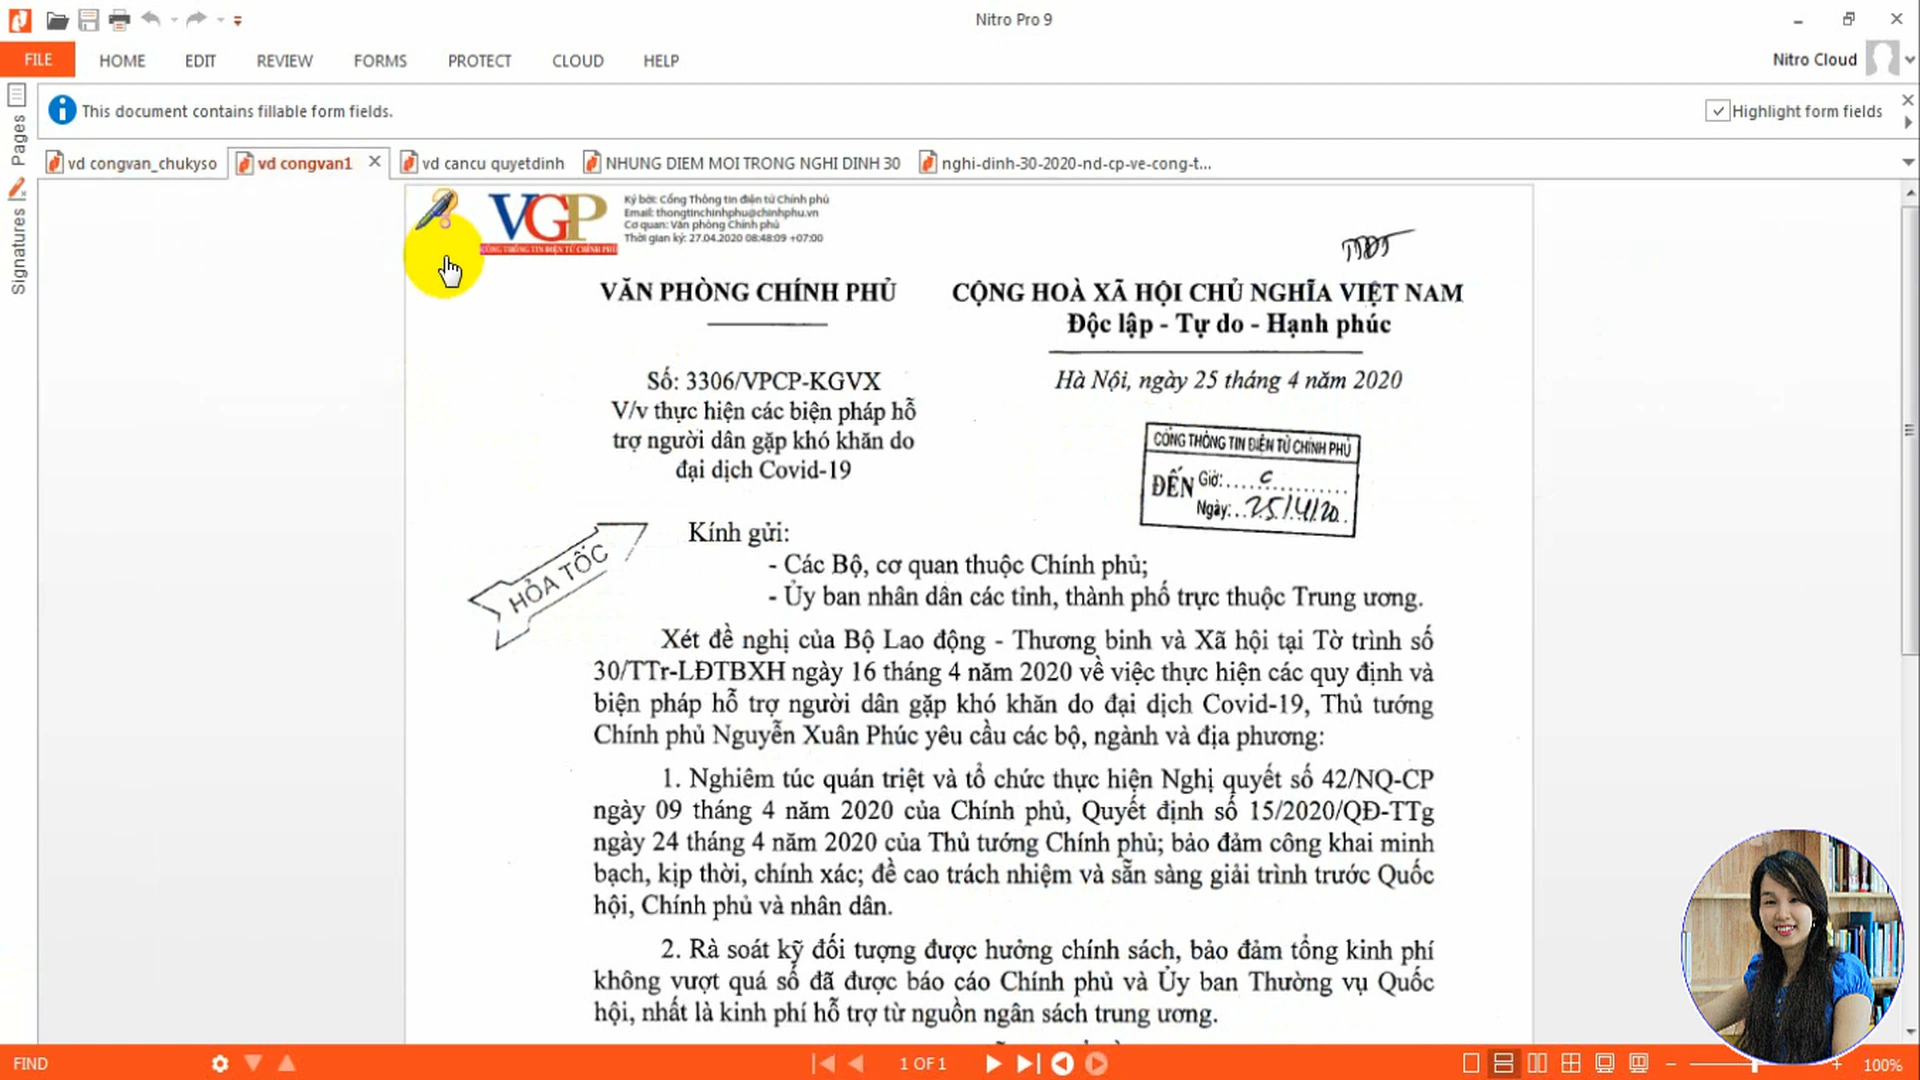 Nitro Pro 9
FILE HOME EDIT REVIEW FORMS PROTECT CLOUD HELP
Nitro Cloud
This document contains fillable form fields.
Highlight form fields
Pages
Signatures
vd congvan_chukyso
vd congvan1
vd cancu quyetdinh
NHUNG DIEM MOI TRONG NGHI DINH 30
nghi-dinh-30-2020-nd-cp-ve-cong-t...
VGP
CỔNG THÔNG TIN ĐIỆN TỬ CHÍNH PHỦ
Ký bởi: Cổng Thông tin điện tử Chính phủ
Email: thongtinchinhphu@chinhphu.vn
Cơ quan: Văn phòng Chính phủ
Thời gian ký: 27.04.2020 08:48:09 +07:00
TTĐT
VĂN PHÒNG CHÍNH PHỦ
CỘNG HOÀ XÃ HỘI CHỦ NGHĨA VIỆT NAM
Độc lập - Tự do - Hạnh phúc
Số: 3306/VPCP-KGVX
Hà Nội, ngày 25 tháng 4 năm 2020
V/v thực hiện các biện pháp hỗ
trợ người dân gặp khó khăn do
đại dịch Covid-19
CỔNG THÔNG TIN ĐIỆN TỬ CHÍNH PHỦ
ĐẾN Giờ: ...... C ..........
Ngày: ...25/4/20..
HỎA TỐC
Kính gửi:
- Các Bộ, cơ quan thuộc Chính phủ;
- Ủy ban nhân dân các tỉnh, thành phố trực thuộc Trung ương.
Xét đề nghị của Bộ Lao động - Thương binh và Xã hội tại Tờ trình số
30/TTr-LĐTBXH ngày 16 tháng 4 năm 2020 về việc thực hiện các quy định và
biện pháp hỗ trợ người dân gặp khó khăn do đại dịch Covid-19, Thủ tướng
Chính phủ Nguyễn Xuân Phúc yêu cầu các bộ, ngành và địa phương:
1. Nghiêm túc quán triệt và tổ chức thực hiện Nghị quyết số 42/NQ-CP
ngày 09 tháng 4 năm 2020 của Chính phủ, Quyết định số 15/2020/QĐ-TTg
ngày 24 tháng 4 năm 2020 của Thủ tướng Chính phủ; bảo đảm công khai minh
bạch, kịp thời, chính xác; đề cao trách nhiệm và sẵn sàng giải trình trước Quốc
hội, Chính phủ và nhân dân.
2. Rà soát kỹ đối tượng được hưởng chính sách, bảo đảm tổng kinh phí
không vượt quá số đã được báo cáo Chính phủ và Ủy ban Thường vụ Quốc
hội, nhất là kinh phí hỗ trợ từ nguồn ngân sách trung ương.
FIND
1 OF 1
100%